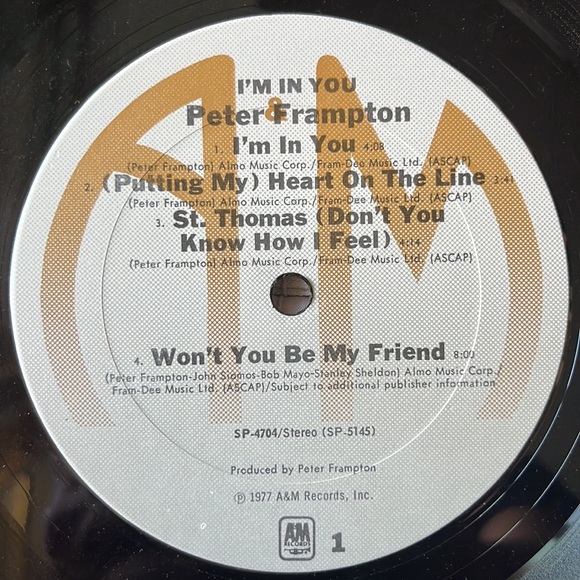 I'M IN YOU
Peter Frampton
1. I'm In You 4:08
(Peter Frampton) Almo Music Corp./Fram-Dee Music Ltd. (ASCAP)
2. (Putting My) Heart On The Line 3:41
(Peter Frampton) Almo Music Corp./Fram-Dee Music Ltd. (ASCAP)
3. St. Thomas (Don't You
Know How I Feel) 4:14
(Peter Frampton) Almo Music Corp./Fram-Dee Music Ltd. (ASCAP)
4. Won't You Be My Friend 8:00
(Peter Frampton-John Siomos-Bob Mayo-Stanley Sheldon) Almo Music Corp./
Fram-Dee Music Ltd. (ASCAP)/Subject to additional publisher information
SP-4704/Stereo (SP-5145)
Produced by Peter Frampton
℗ 1977 A&M Records, Inc.
A&M
RECORDS
1